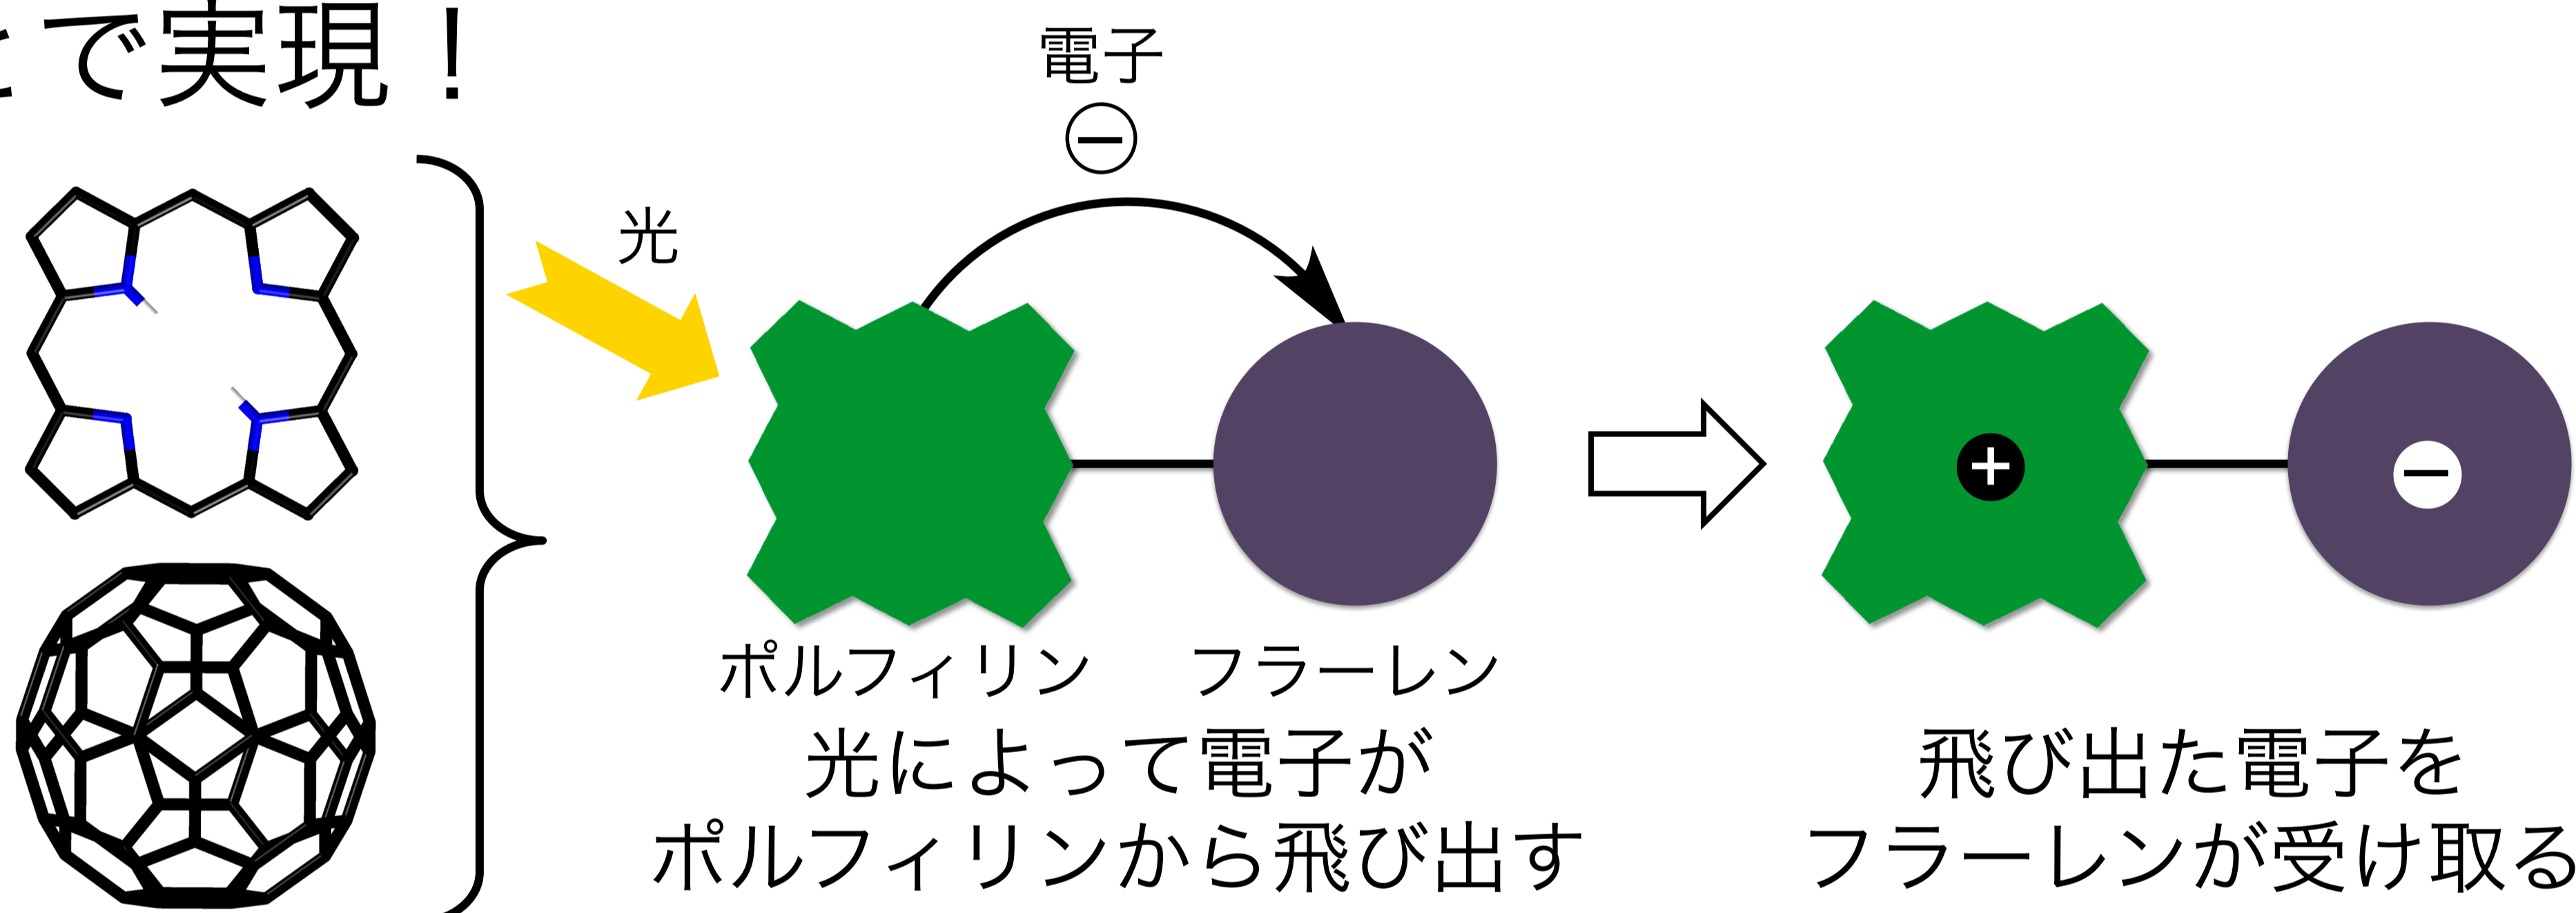 とで実現！
電子
光
ポルフィリン
フラーレン
光によって電子が
ポルフィリンから飛び出す
飛び出た電子を
フラーレンが受け取る